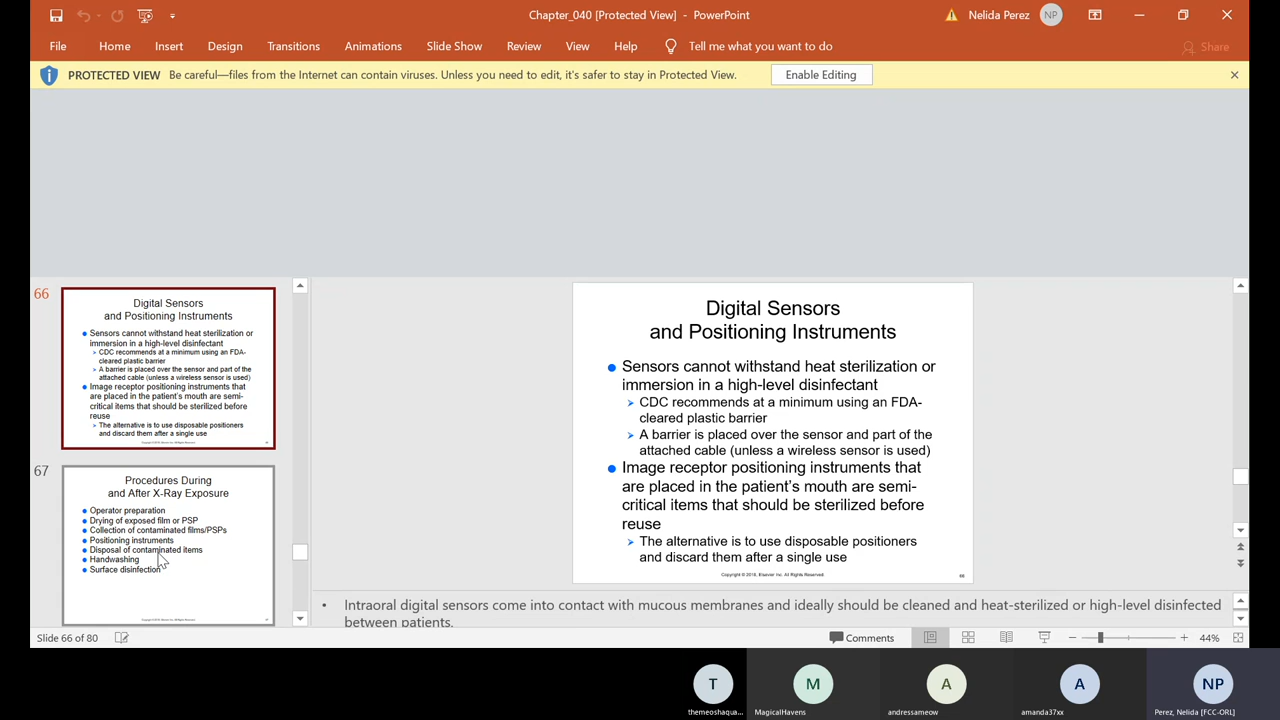 Chapter_040 [Protected View] - PowerPoint
Nelida Perez
NP
File Home Insert Design Transitions Animations Slide Show Review View Help Tell me what you want to do Share
PROTECTED VIEW Be careful—files from the Internet can contain viruses. Unless you need to edit, it's safer to stay in Protected View. Enable Editing
66
Digital Sensors
and Positioning Instruments
Sensors cannot withstand heat sterilization or
immersion in a high-level disinfectant
CDC recommends at a minimum using an FDA-
cleared plastic barrier
A barrier is placed over the sensor and part of the
attached cable (unless a wireless sensor is used)
Image receptor positioning instruments that
are placed in the patient's mouth are semi-
critical items that should be sterilized before
reuse
The alternative is to use disposable positioners
and discard them after a single use
67
Procedures During
and After X-Ray Exposure
Operator preparation
Drying of exposed film or PSP
Collection of contaminated films/PSPs
Positioning instruments
Disposal of contaminated items
Handwashing
Surface disinfection
Digital Sensors
and Positioning Instruments
Sensors cannot withstand heat sterilization or
immersion in a high-level disinfectant
CDC recommends at a minimum using an FDA-
cleared plastic barrier
A barrier is placed over the sensor and part of the
attached cable (unless a wireless sensor is used)
Image receptor positioning instruments that
are placed in the patient's mouth are semi-
critical items that should be sterilized before
reuse
The alternative is to use disposable positioners
and discard them after a single use
Copyright © 2018, Elsevier Inc. All Rights Reserved.
66
• Intraoral digital sensors come into contact with mucous membranes and ideally should be cleaned and heat-sterilized or high-level disinfected
between patients.
Slide 66 of 80
Comments
44%
T
M
A
A
NP
themeoshaqua...
MagicalHavens
andressameow
amanda37xx
Perez, Nelida [FCC-ORL]